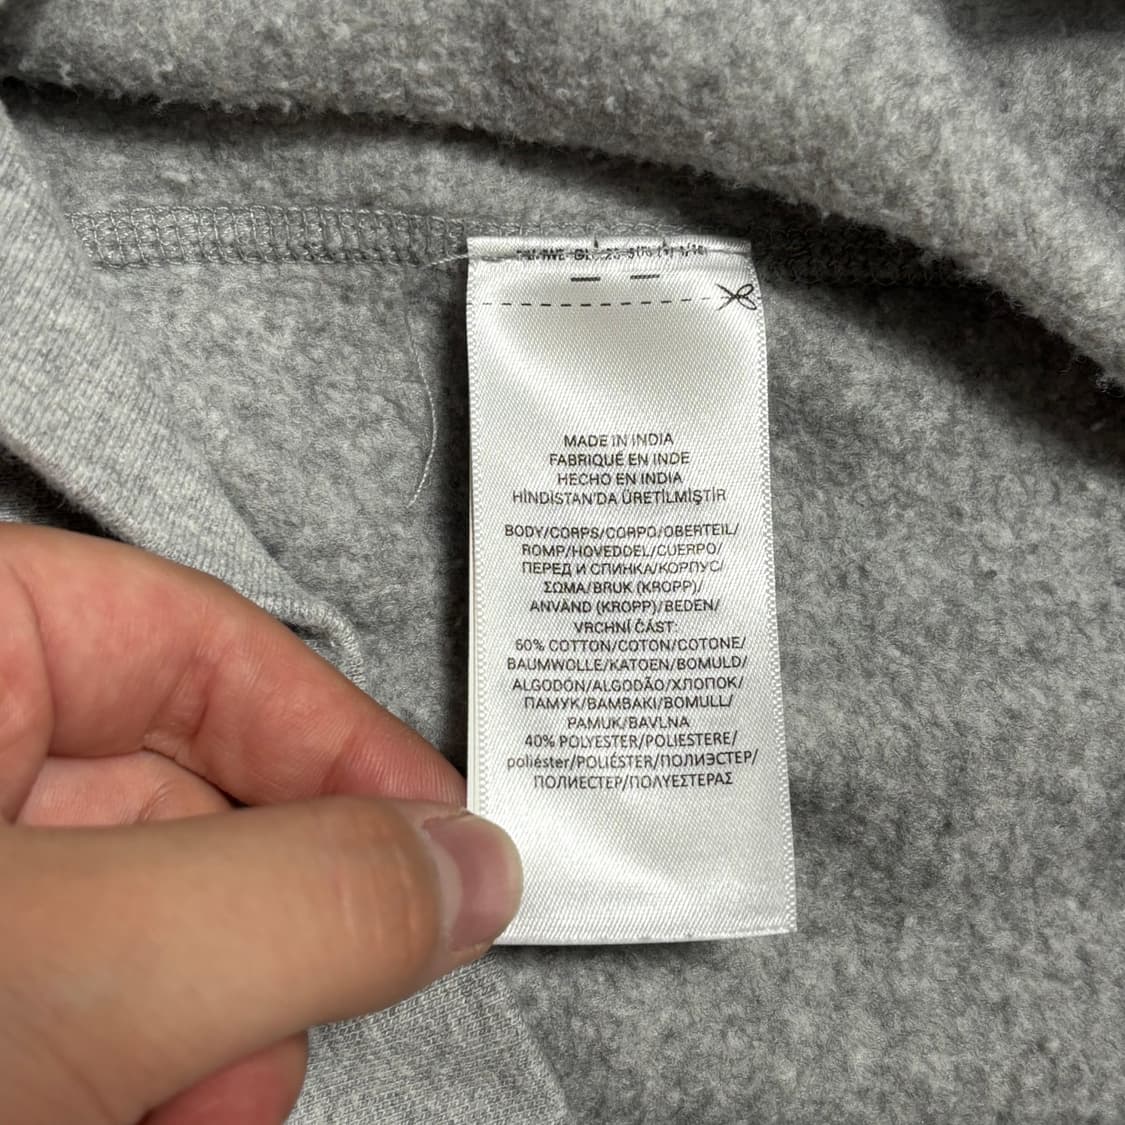 MADE IN INDIA
FABRIQUÉ EN INDE
HECHO EN INDIA
HİNDİSTAN'DA ÜRETİLMİŞTİR
BODY/CORPS/CORPO/OBERTEIL/
ROMP/HOVEDDEL/CUERPO/
ПЕРЕД И СПИНКА/КОРПУС/
ΣΩΜΑ/BRUK (KROPP)/
ANVÄND (KROPP)/BEDEN/
VRCHNÍ ČÁST:
60% COTTON/COTON/COTONE/
BAUMWOLLE/KATOEN/BOMULD/
ALGODÓN/ALGODÃO/ХЛОПОК/
ПАМУК/ΒΑΜΒΑΚΙ/BOMULL/
PAMUK/BAVLNA
40% POLYESTER/POLIESTERE/
poliéster/POLIÉSTER/ПОЛИЭСТЕР/
ПОЛИЕСТЕР/ΠΟΛΥΕΣΤΕΡΑΣ